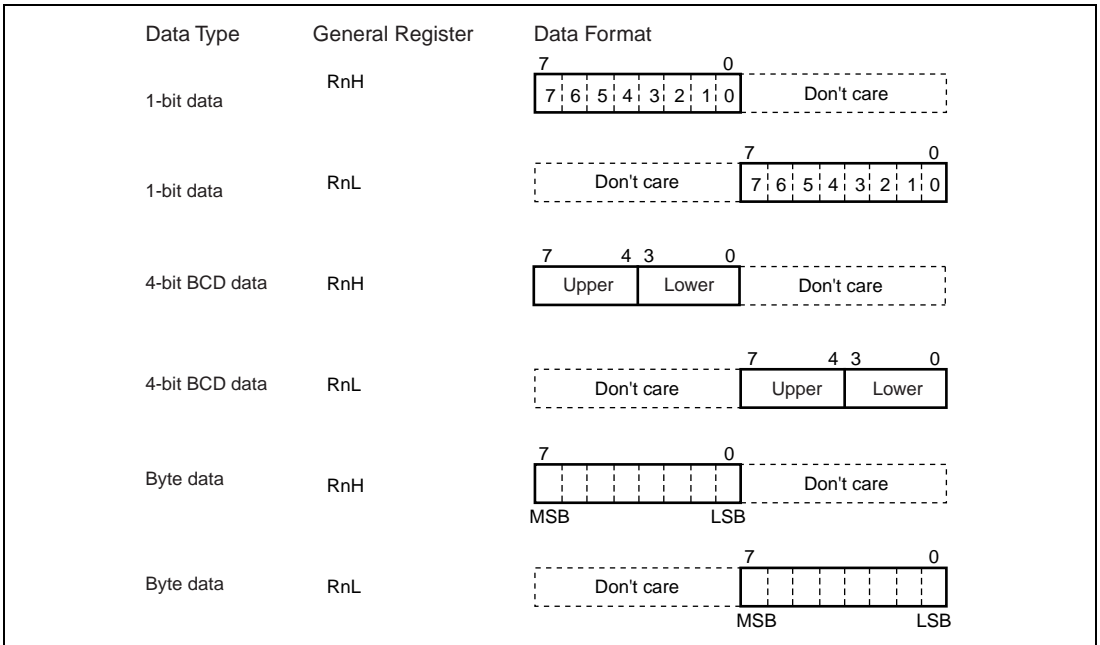 Data Type General Register Data Format
7 0
1-bit data RnH 7 6 5 4 3 2 1 0 Don't care
7 0
1-bit data RnL Don't care 7 6 5 4 3 2 1 0
7 4 3 0
4-bit BCD data RnH Upper Lower Don't care
7 4 3 0
4-bit BCD data RnL Don't care Upper Lower
7 0
Byte data RnH Don't care
MSB LSB
7 0
Byte data RnL Don't care
MSB LSB